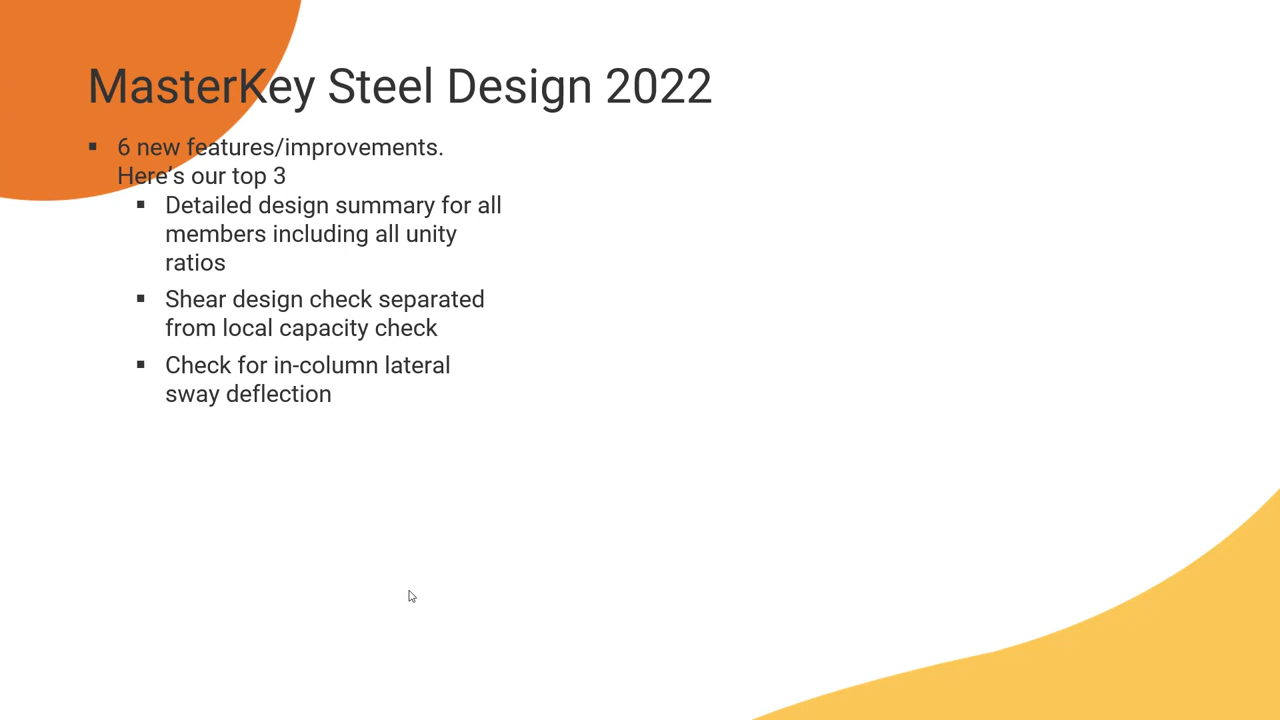 MasterKey Steel Design 2022
▪ 6 new features/improvements.
Here's our top 3
▪ Detailed design summary for all
members including all unity
ratios
▪ Shear design check separated
from local capacity check
▪ Check for in-column lateral
sway deflection